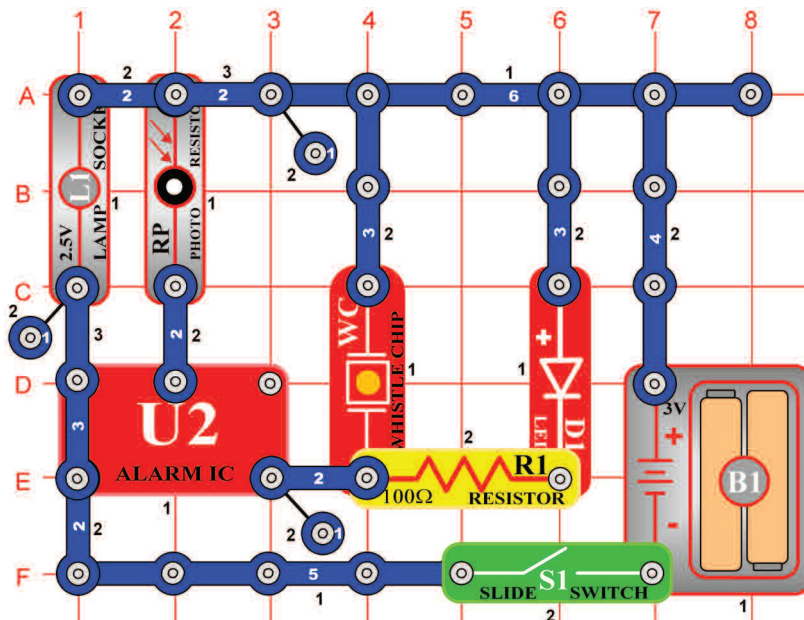 1 2 3 4 5 6 7 8
2 3 1
A 2 2 6
2 1
B L1 1 1
2.5V LAMP
RP PHOTO
3 2 3 2 4 2
C
2 1 3 2 2
WC WHISTLE CHIP 1
+ D1 1
D 3 U2 3V
+
B1
-
2
E ALARM IC 2 R1
100Ω RESISTOR
2 2 1 2 1
F 5 S1
SLIDE SWITCH
1 2 1